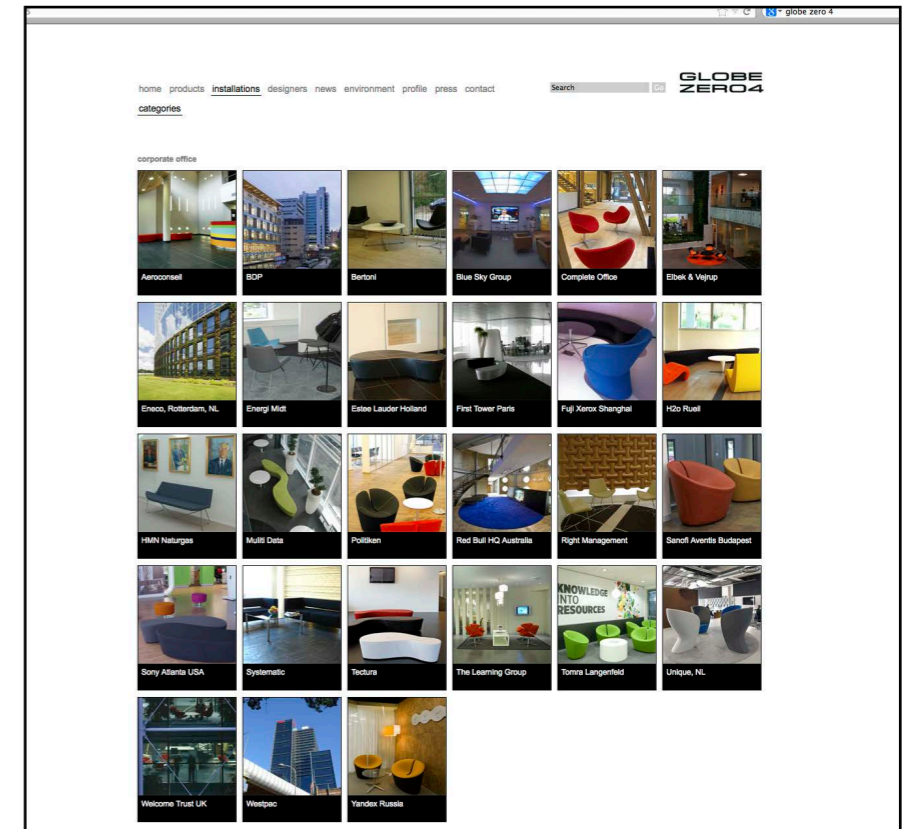 globe zero 4
home products installations designers news environment profile press contact
Search
Go
GLOBE
ZERO4
categories
corporate office
Aeroconseil
BDP
Bertoni
Blue Sky Group
Complete Office
Elbek & Vejrup
Eneco, Rotterdam, NL
Energi Midt
Estee Lauder Holland
First Tower Paris
Fuji Xerox Shanghai
H2o Ruell
HMN Naturgas
Muliti Data
Politiken
Red Bull HQ Australia
Right Management
KNOWLEDGE
INTO
RESOURCES
Sanofi Aventis Budapest
Sony Atlanta USA
Systematic
Tectura
The Learning Group
Tomra Langenfeld
Unique, NL
Welcome Trust UK
Westpac
Yandex Russia